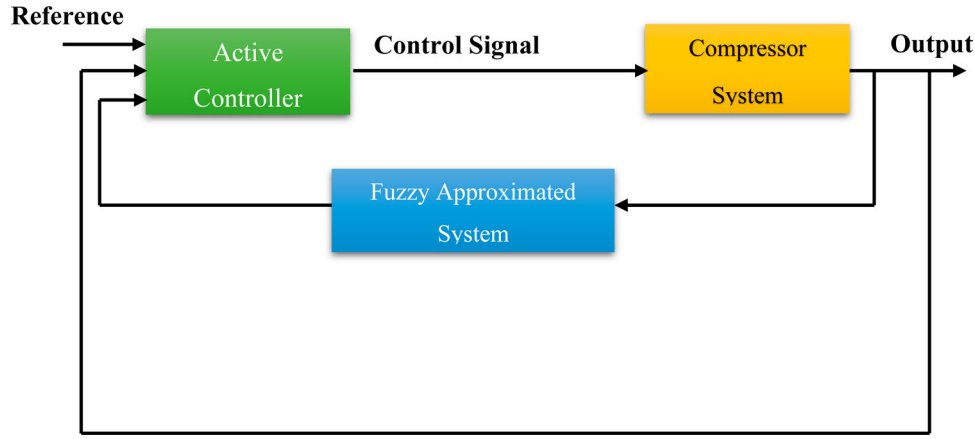 Reference
Active
Controller
Control Signal
Compressor
System
Output
Fuzzy Approximated
System